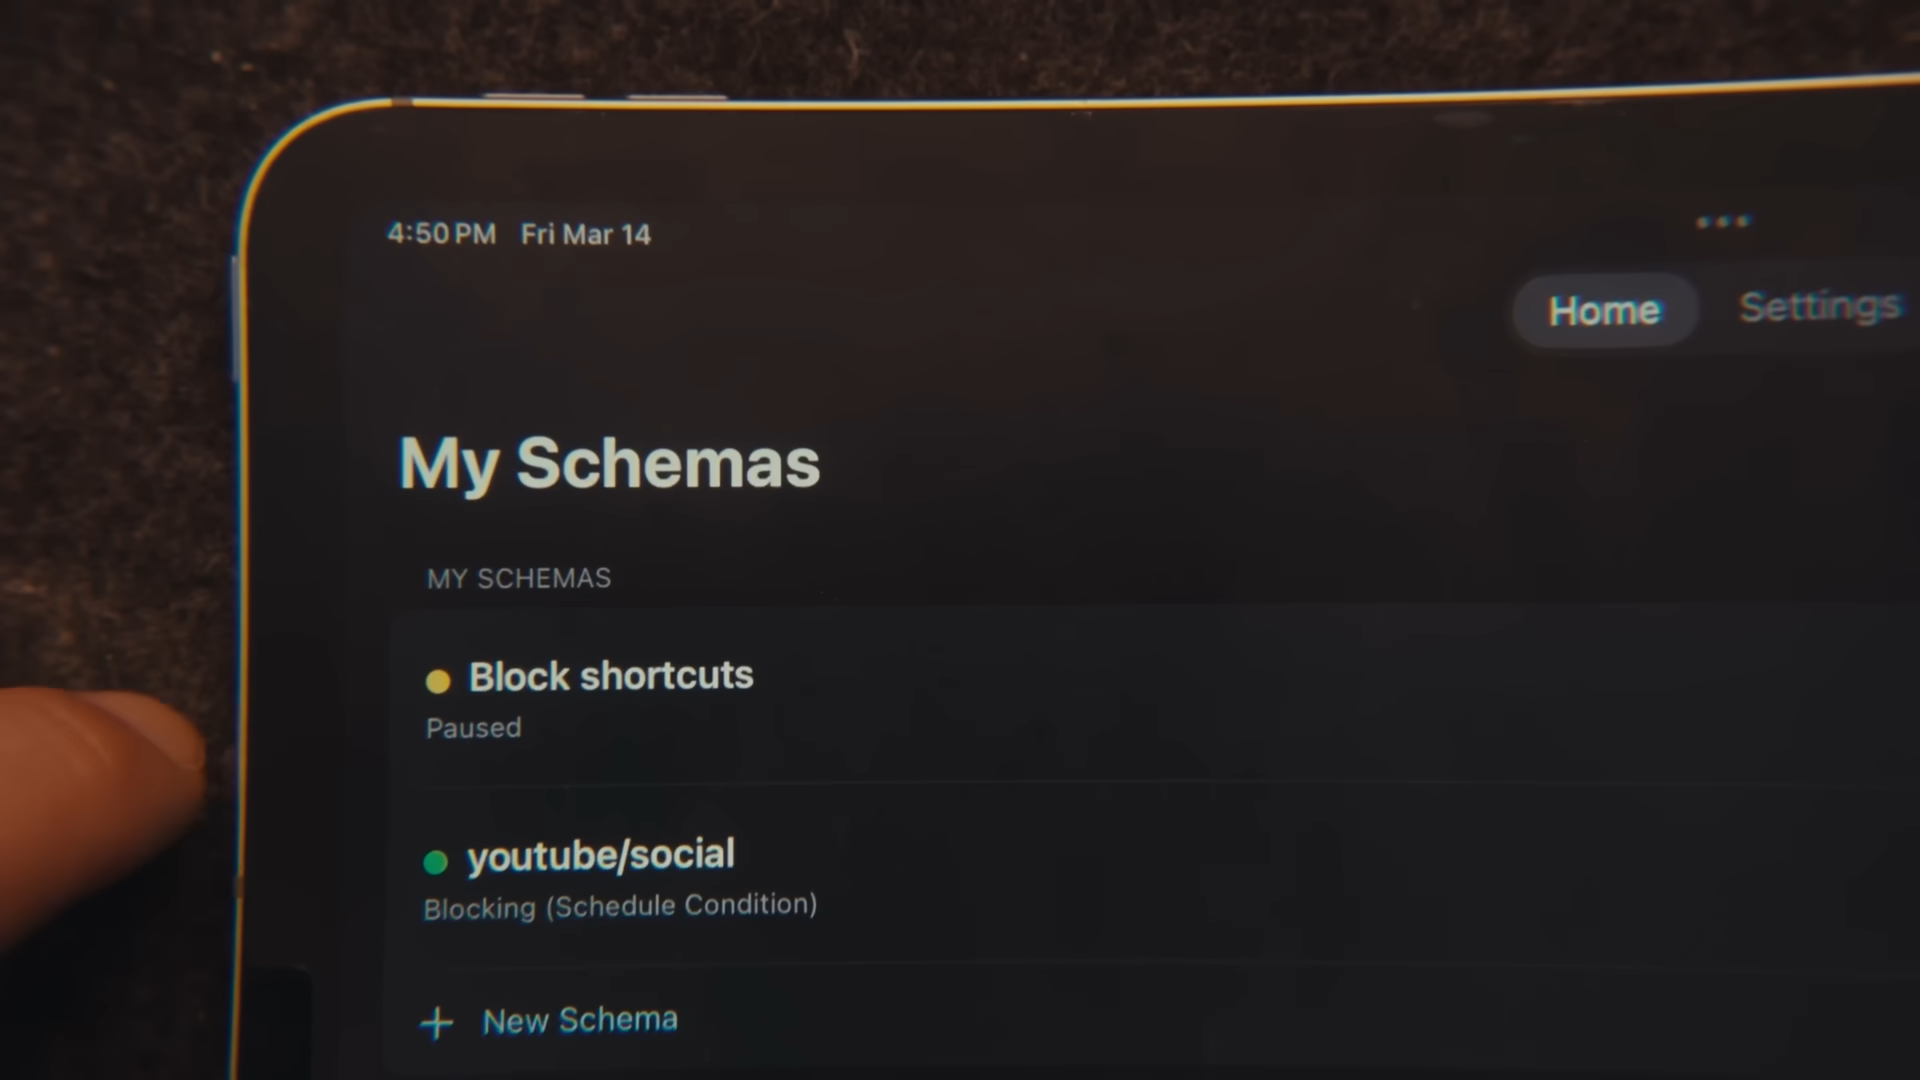 4:50 PM Fri Mar 14
Home Settings
My Schemas
MY SCHEMAS
Block shortcuts
Paused
youtube/social
Blocking (Schedule Condition)
New Schema